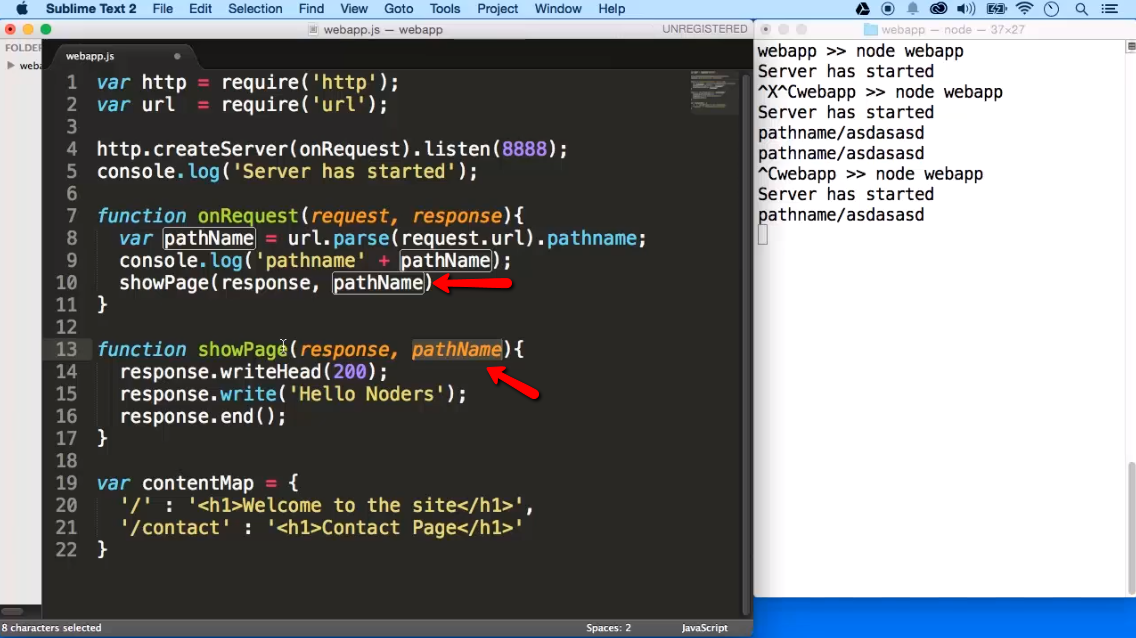 Sublime Text 2 File Edit Selection Find View Goto Tools Project Window Help
webapp.js — webapp UNREGISTERED
FOLDER
webapp.js
1 var http = require('http');
2 var url  = require('url');
3
4 http.createServer(onRequest).listen(8888);
5 console.log('Server has started');
6
7 function onRequest(request, response){
8   var pathName = url.parse(request.url).pathname;
9   console.log('pathname' + pathName);
10   showPage(response, pathName)
11 }
12
13 function showPage(response, pathName){
14   response.writeHead(200);
15   response.write('Hello Noders');
16   response.end();
17 }
18
19 var contentMap = {
20   '/' : '<h1>Welcome to the site</h1>',
21   '/contact' : '<h1>Contact Page</h1>'
22 }
8 characters selected Spaces: 2 JavaScript
webapp — node — 37×27
webapp >> node webapp
Server has started
^X^Cwebapp >> node webapp
Server has started
pathname/asdasasd
pathname/asdasasd
^Cwebapp >> node webapp
Server has started
pathname/asdasasd